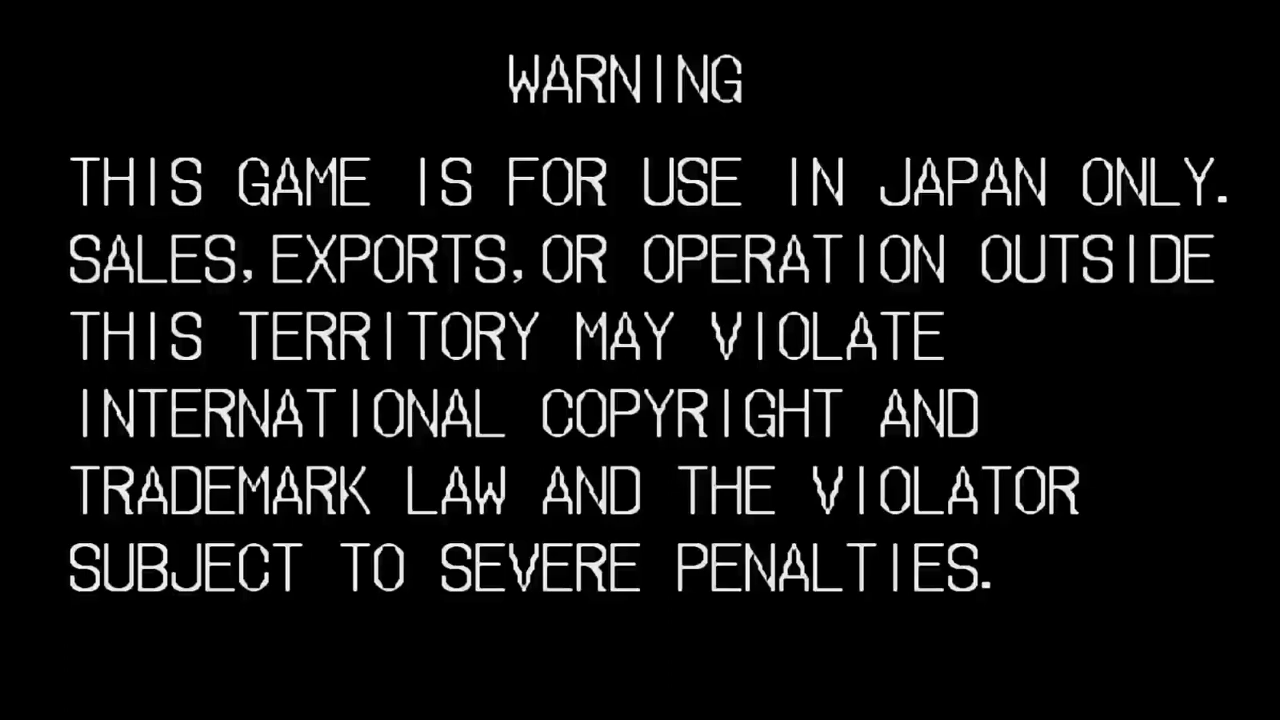 WARNING
THIS GAME IS FOR USE IN JAPAN ONLY.
SALES,EXPORTS,OR OPERATION OUTSIDE
THIS TERRITORY MAY VIOLATE
INTERNATIONAL COPYRIGHT AND
TRADEMARK LAW AND THE VIOLATOR
SUBJECT TO SEVERE PENALTIES.